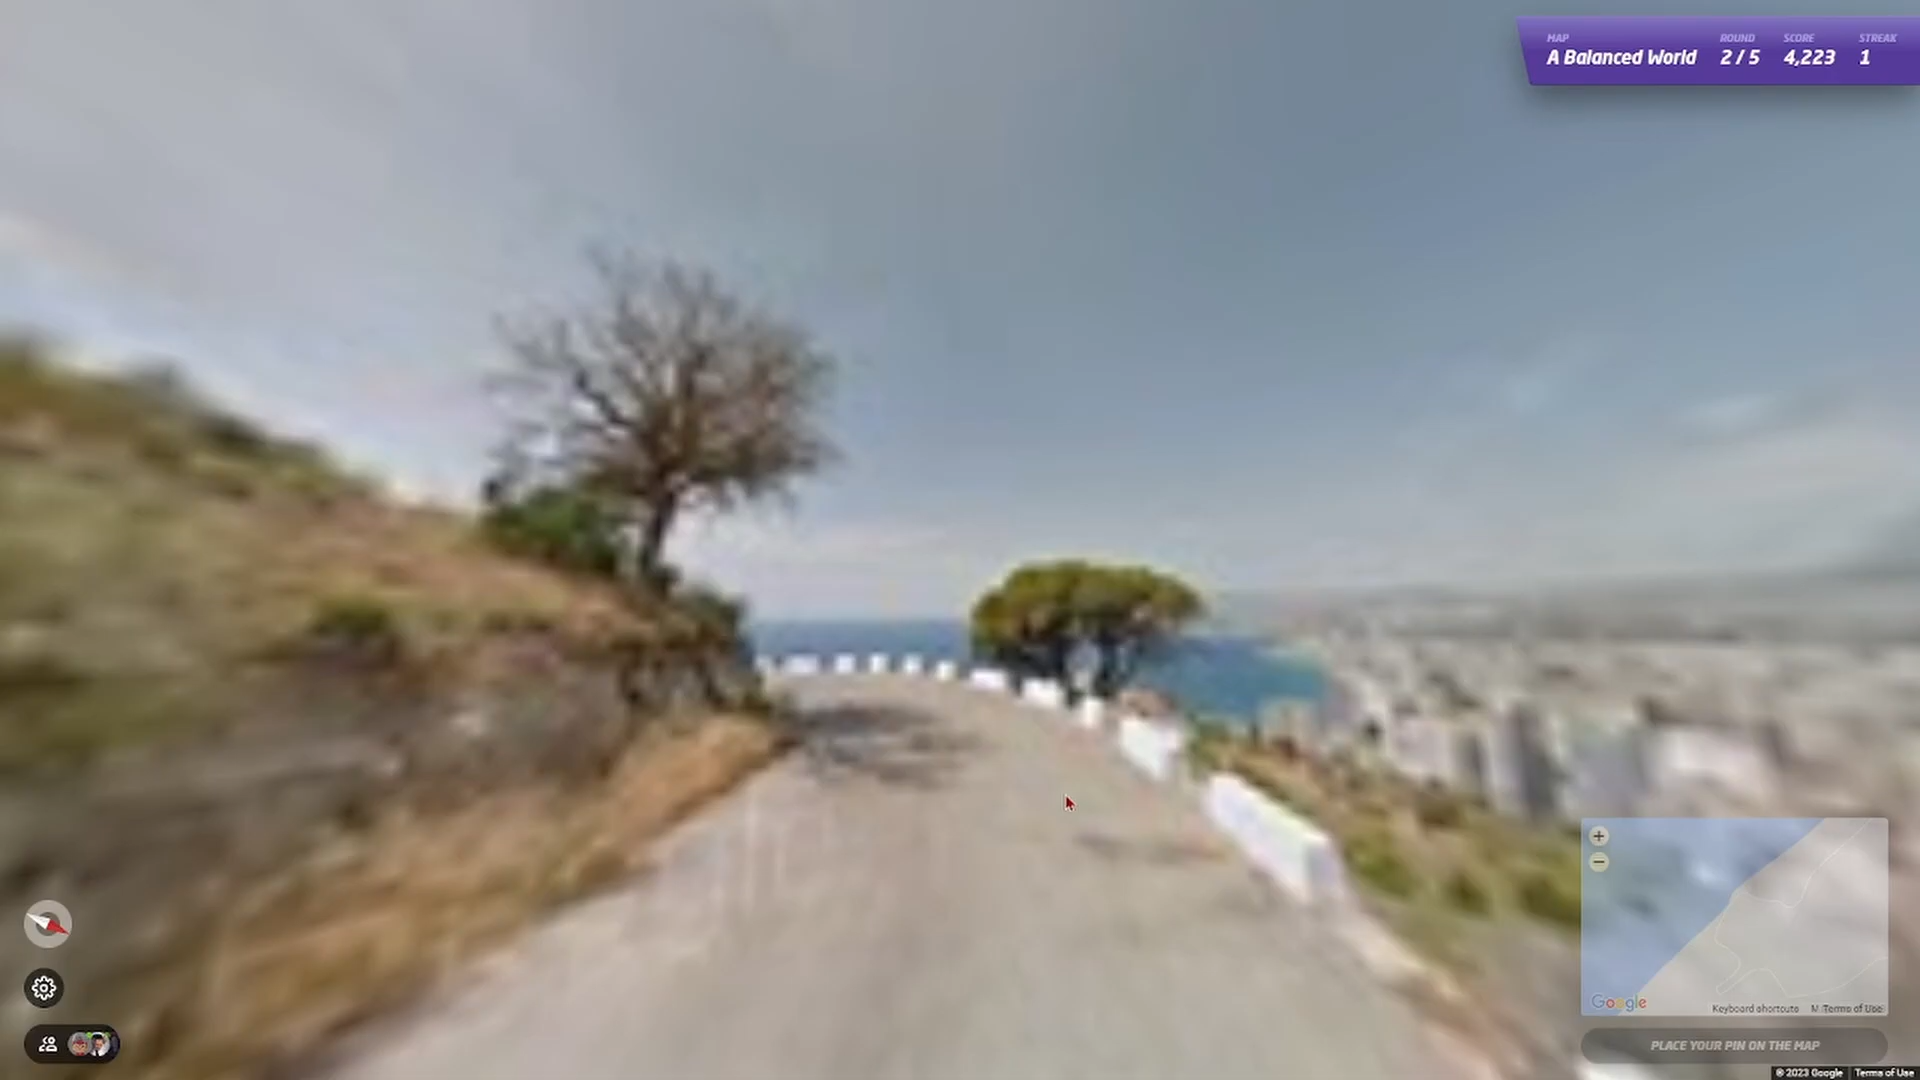 MAP
A Balanced World
ROUND
2 / 5
SCORE
4,223
STREAK
1
+
−
Google
Keyboard shortcuts
Terms of Use
PLACE YOUR PIN ON THE MAP
© 2023 Google
Terms of Use